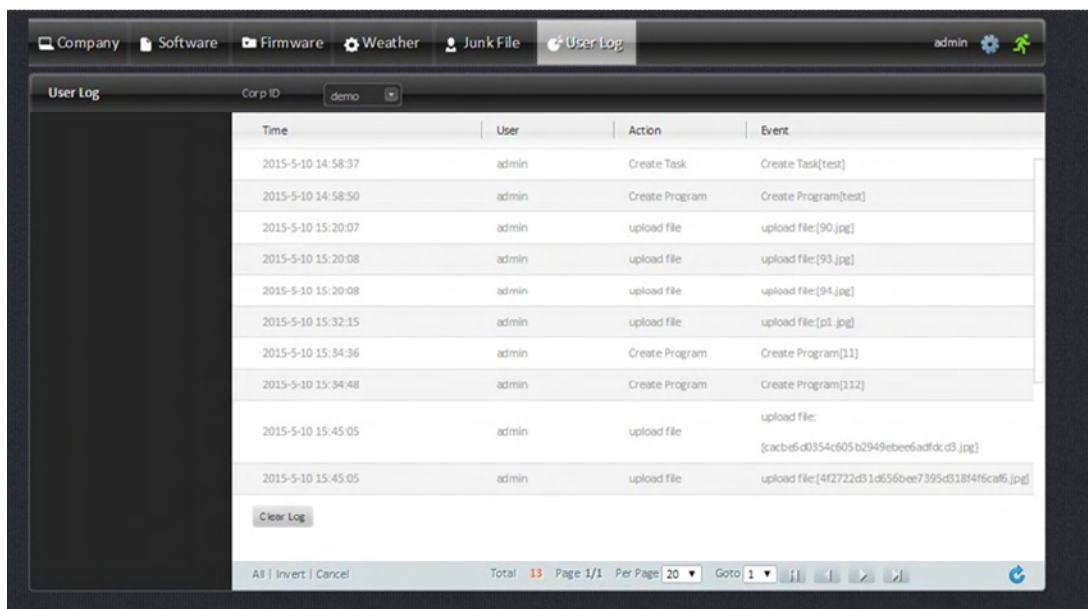 Company Software Firmware Weather Junk File User Log admin
User Log Corp ID demo
Time User Action Event
2015-5-10 14:58:37 admin Create Task Create Task[test]
2015-5-10 14:58:50 admin Create Program Create Program[test]
2015-5-10 15:20:07 admin upload file upload file:[90.jpg]
2015-5-10 15:20:08 admin upload file upload file:[93.jpg]
2015-5-10 15:20:08 admin upload file upload file:[94.jpg]
2015-5-10 15:32:15 admin upload file upload file:[p1.jpg]
2015-5-10 15:34:36 admin Create Program Create Program[11]
2015-5-10 15:34:48 admin Create Program Create Program[112]
2015-5-10 15:45:05 admin upload file upload file:
[cacbe6d0354c605b2949ebee6adfdcd3.jpg]
2015-5-10 15:45:05 admin upload file upload file:[4f2722d31d656bee7395d318f4f6caf6.jpg]
Clear Log
All | Invert | Cancel Total 13 Page 1/1 Per Page 20 Goto 1